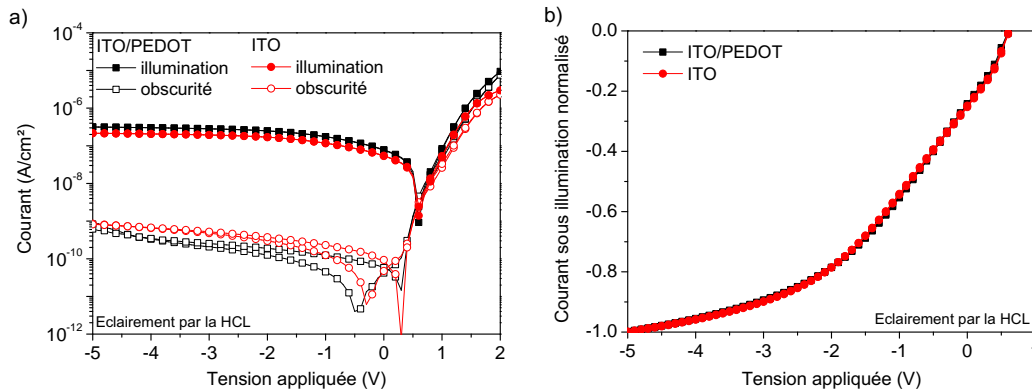 a)
ITO/PEDOT ITO
illumination illumination
obscurité obscurité
Courant (A/cm²)
10⁻⁴
10⁻⁶
10⁻⁸
10⁻¹⁰
10⁻¹²
Eclairement par la HCL
-5 -4 -3 -2 -1 0 1 2
Tension appliquée (V)
b)
ITO/PEDOT
ITO
Courant sous illumination normalisé
0.0
-0.2
-0.4
-0.6
-0.8
-1.0
Eclairement par la HCL
-5 -4 -3 -2 -1 0 1
Tension appliquée (V)